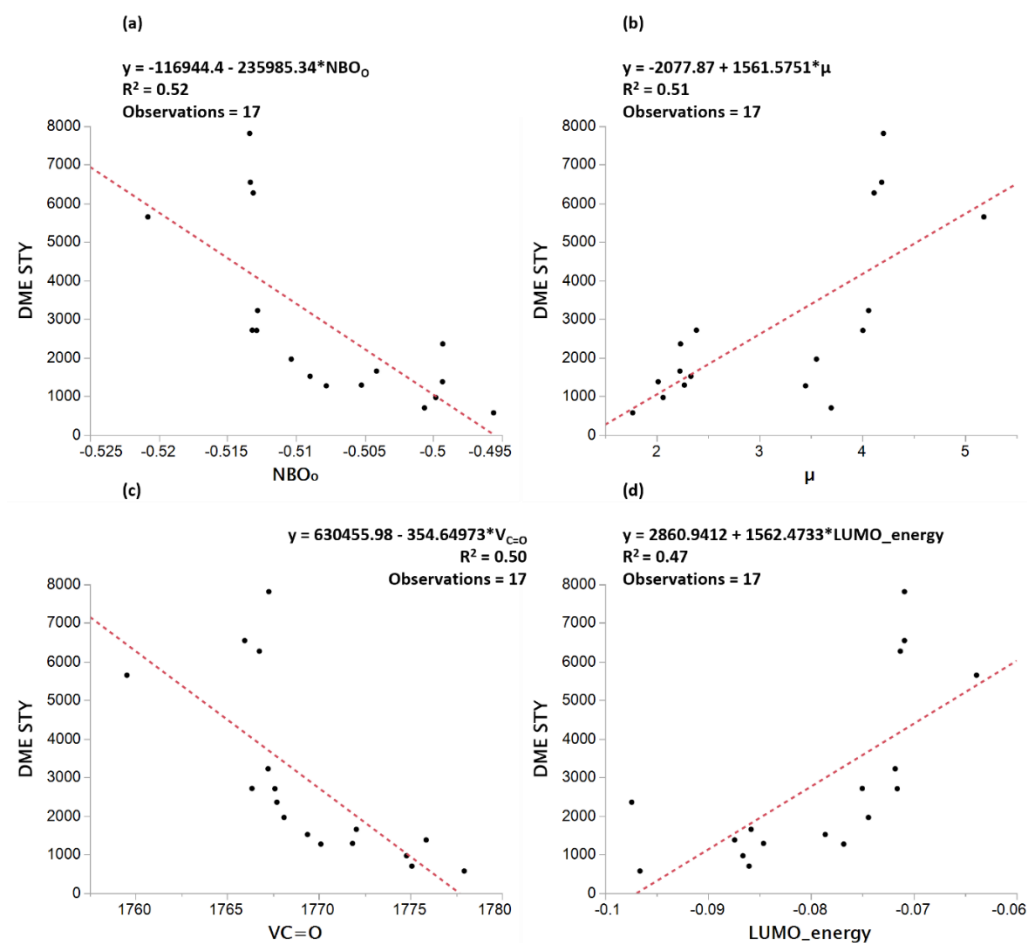 (a)
y = -116944.4 - 235985.34*NBOₒ
R² = 0.52
Observations = 17
8000
7000
6000
5000
4000
3000
2000
1000
0
DME STY
-0.525 -0.52 -0.515 -0.51 -0.505 -0.5 -0.495
NBOₒ
(b)
y = -2077.87 + 1561.5751*μ
R² = 0.51
Observations = 17
8000
7000
6000
5000
4000
3000
2000
1000
0
DME STY
2 3 4 5
μ
(c)
y = 630455.98 - 354.64973*V_C=O
R² = 0.50
Observations = 17
8000
7000
6000
5000
4000
3000
2000
1000
0
DME STY
1760 1765 1770 1775 1780
VC=O
(d)
y = 2860.9412 + 1562.4733*LUMO_energy
R² = 0.47
Observations = 17
8000
7000
6000
5000
4000
3000
2000
1000
0
DME STY
-0.1 -0.09 -0.08 -0.07 -0.06
LUMO_energy